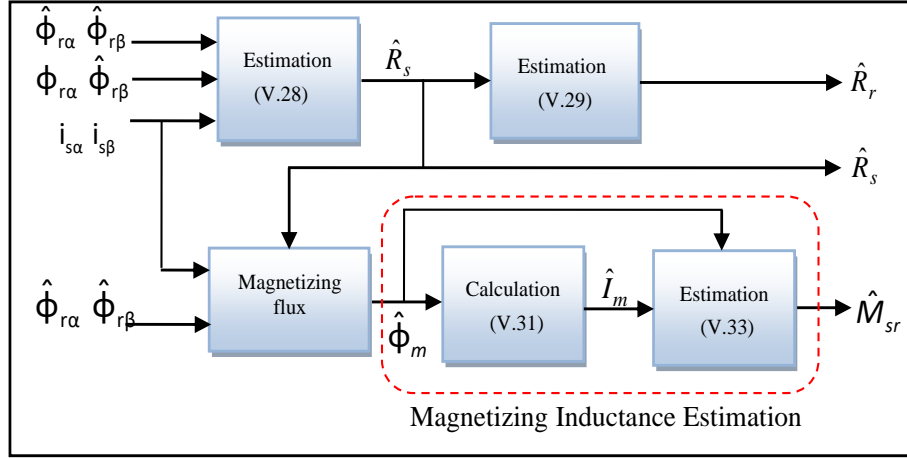 ϕ̂rα ϕ̂rβ
ϕrα ϕ̂rβ
isα isβ
Estimation
(V.28)
R̂s
Estimation
(V.29)
R̂r
R̂s
ϕ̂rα ϕ̂rβ
Magnetizing
flux
ϕ̂m
Calculation
(V.31)
Îm
Estimation
(V.33)
M̂sr
Magnetizing Inductance Estimation